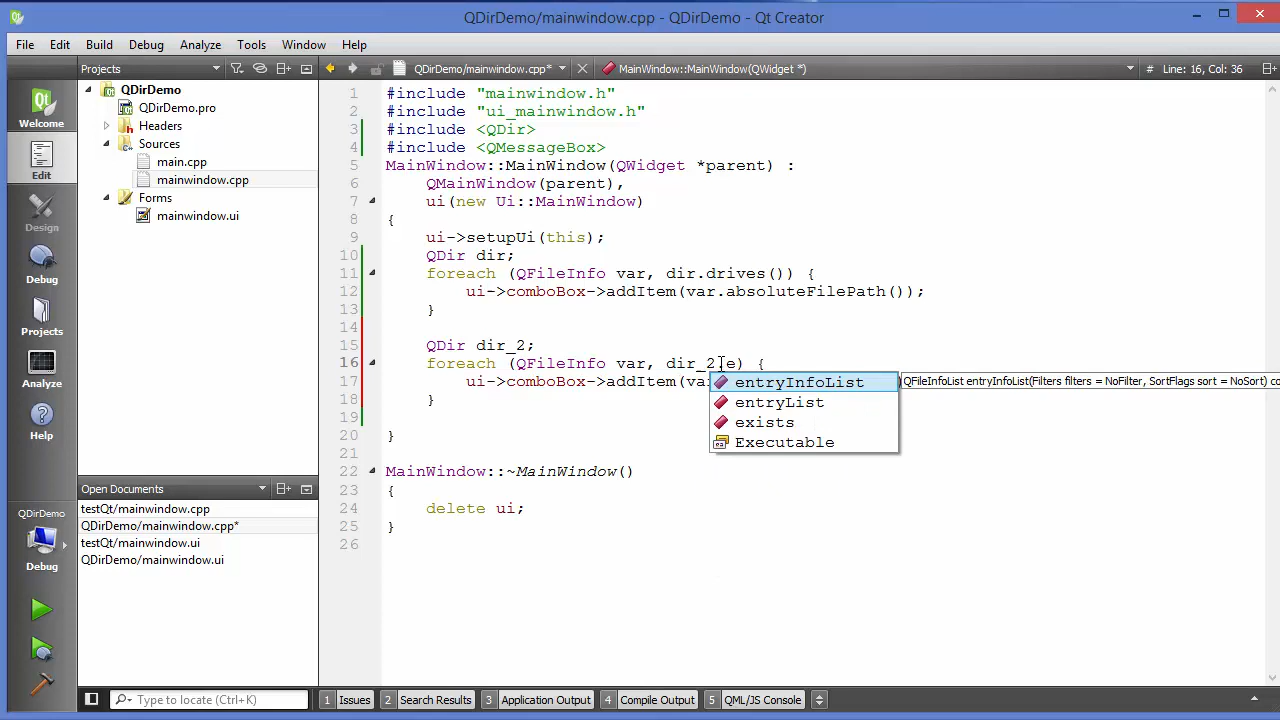 QDirDemo/mainwindow.cpp - QDirDemo - Qt Creator
File Edit Build Debug Analyze Tools Window Help
Projects
QDirDemo/mainwindow.cpp*
MainWindow::MainWindow(QWidget *)
# Line: 16, Col: 36
Welcome
Edit
Design
Debug
Projects
Analyze
Help
QDirDemo
Debug
QDirDemo
QDirDemo.pro
Headers
Sources
main.cpp
mainwindow.cpp
Forms
mainwindow.ui
Open Documents
testQt/mainwindow.cpp
QDirDemo/mainwindow.cpp*
testQt/mainwindow.ui
QDirDemo/mainwindow.ui
1 #include "mainwindow.h"
2 #include "ui_mainwindow.h"
3 #include <QDir>
4 #include <QMessageBox>
5 MainWindow::MainWindow(QWidget *parent) :
6 QMainWindow(parent),
7 ui(new Ui::MainWindow)
8 {
9 ui->setupUi(this);
10 QDir dir;
11 foreach (QFileInfo var, dir.drives()) {
12 ui->comboBox->addItem(var.absoluteFilePath());
13 }
14
15 QDir dir_2;
16 foreach (QFileInfo var, dir_2.e) {
17 ui->comboBox->addItem(va
18 }
19
20 }
21
22 MainWindow::~MainWindow()
23 {
24 delete ui;
25 }
26
entryInfoList
entryList
exists
Executable
QFileInfoList entryInfoList(Filters filters = NoFilter, SortFlags sort = NoSort) co
Type to locate (Ctrl+K)
1 Issues
2 Search Results
3 Application Output
4 Compile Output
5 QML/JS Console